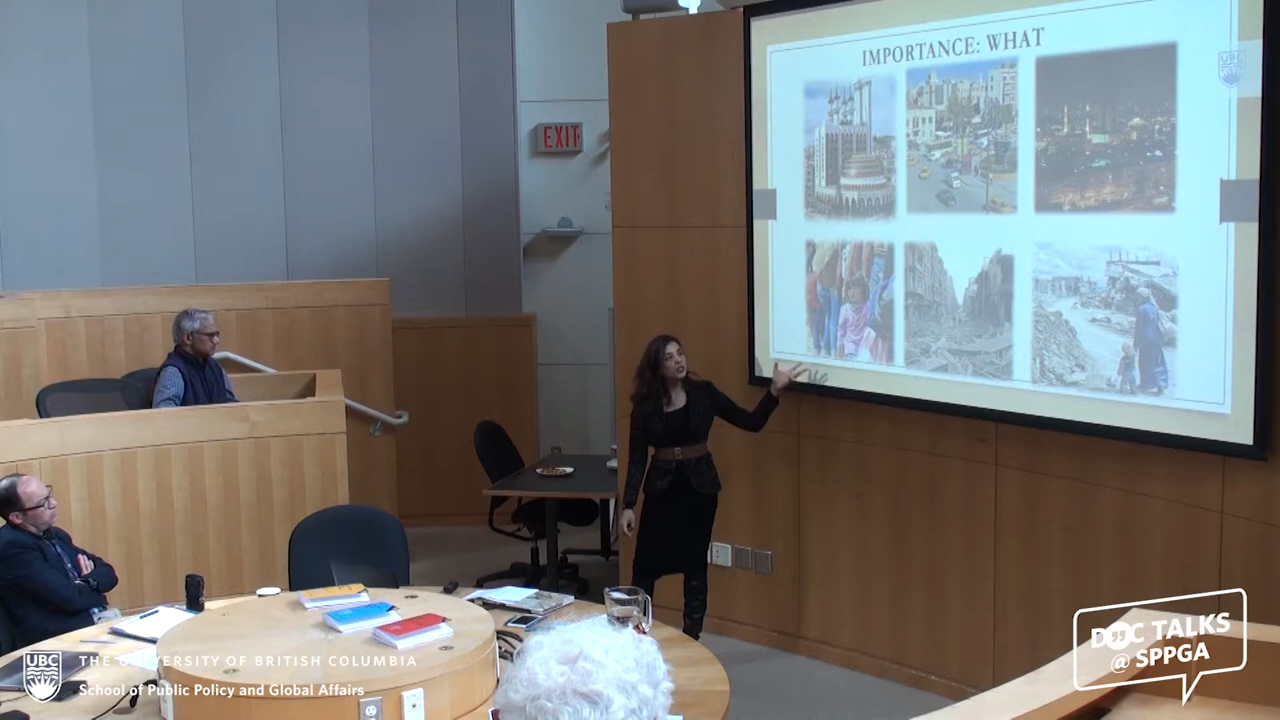 IMPORTANCE: WHAT
UBC
EXIT
UBC
THE UNIVERSITY OF BRITISH COLUMBIA
School of Public Policy and Global Affairs
DOC TALKS
@ SPPGA